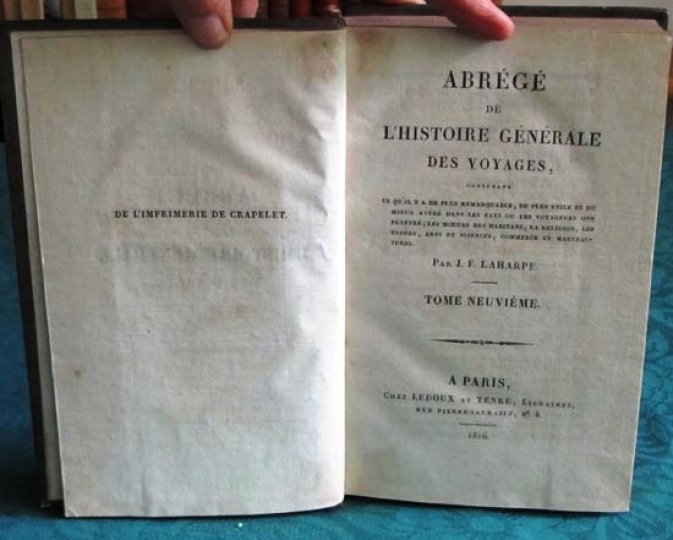 DE L'IMPRIMERIE DE CRAPELET.
ABRÉGÉ
DE
L'HISTOIRE GÉNÉRALE
DES VOYAGES,
CONTENANT
CE QU'IL Y A DE PLUS REMARQUABLE, DE PLUS UTILE ET DE
MIEUX AVÉRÉ DANS LES PAYS OÙ LES VOYAGEURS ONT
PÉNÉTRÉ; LES MOEURS DES HABITANS, LA RELIGION, LES
USAGES, ARTS ET SCIENCES, COMMERCE ET MANUFAC-
TURES.
PAR J. F. LAHARPE.
TOME NEUVIÉME.
A PARIS,
CHEZ LEDOUX ET TENRÉ, LIBRAIRES,
RUE PIERRE-SARRAZIN, N° 8.
1816.